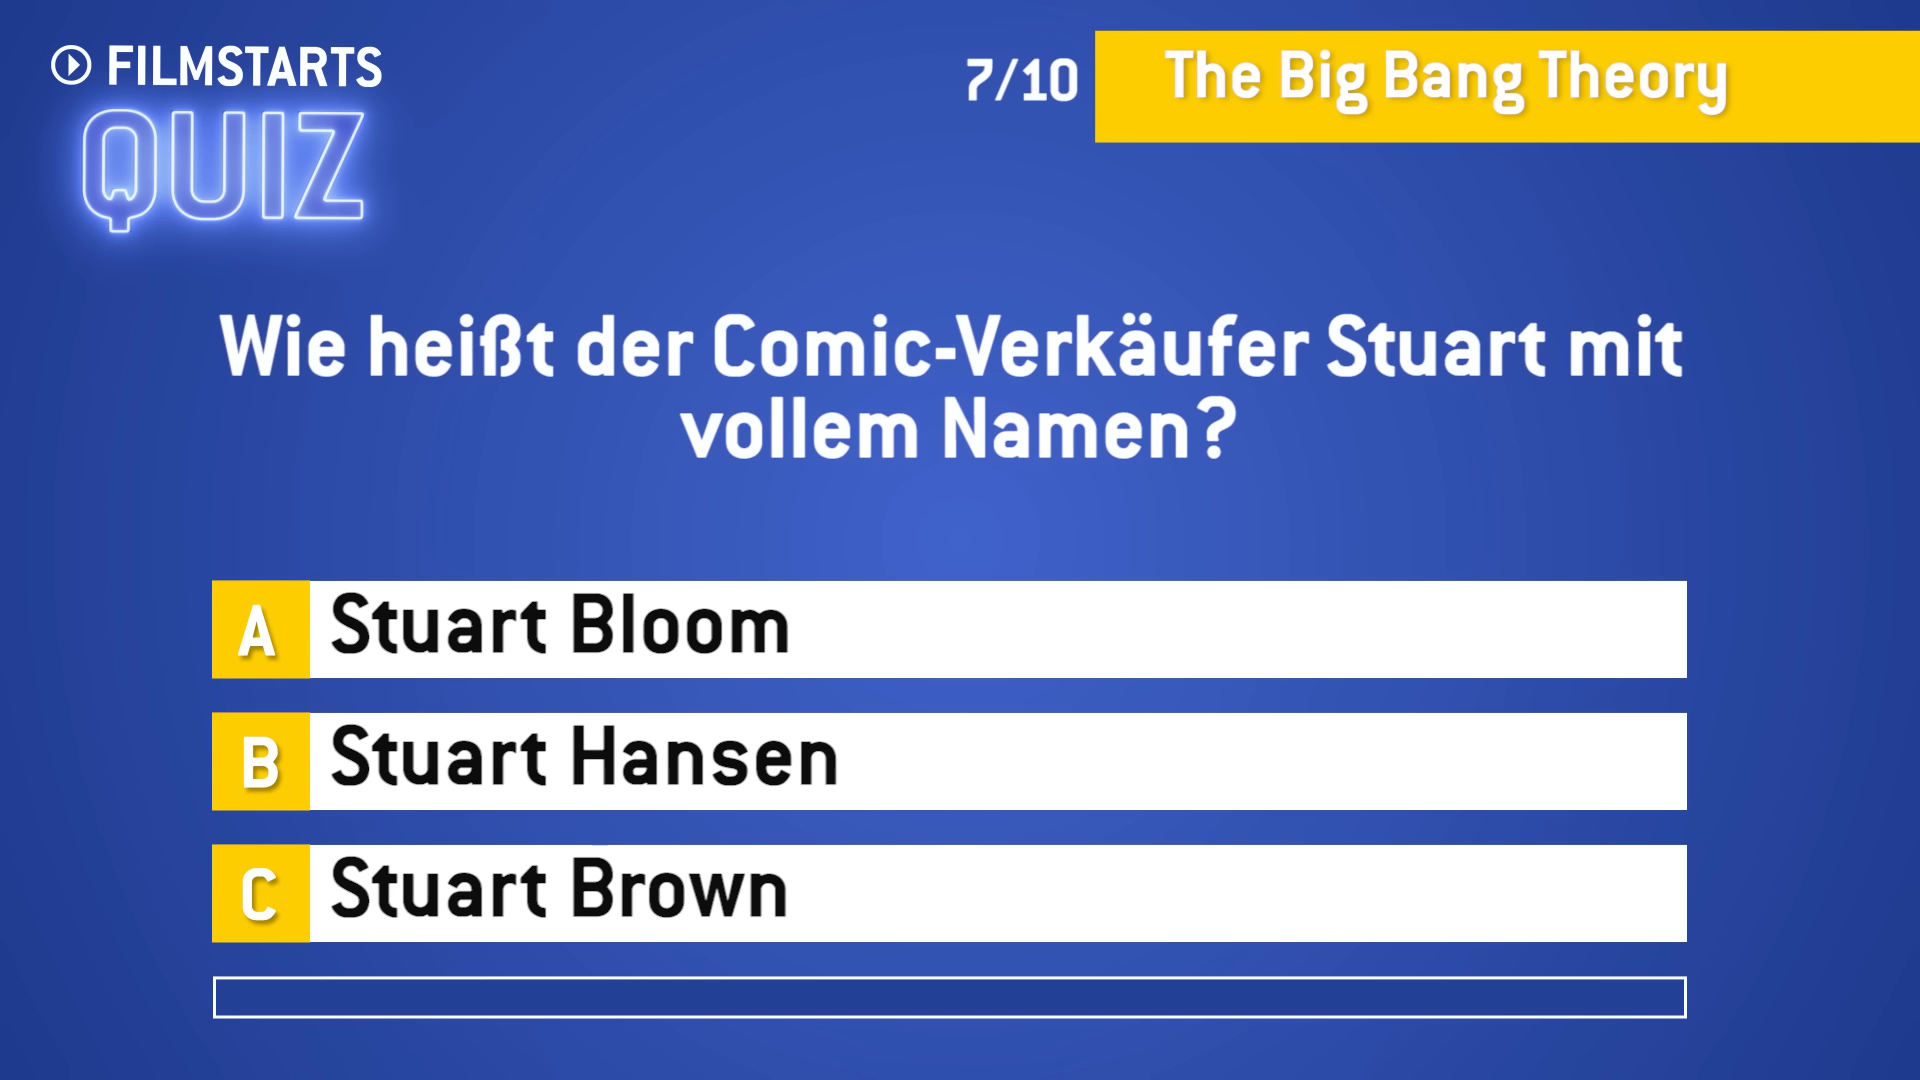 FILMSTARTS
QUIZ
7/10
The Big Bang Theory
Wie heißt der Comic-Verkäufer Stuart mit
vollem Namen?
A Stuart Bloom
B Stuart Hansen
C Stuart Brown